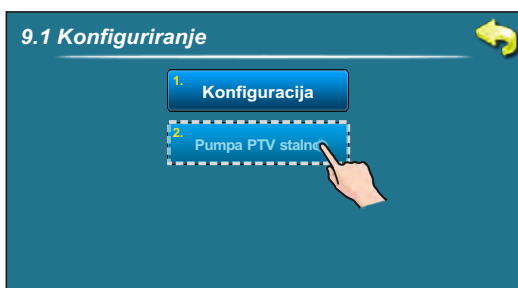 9.1 Konfiguriranje
1.
Konfiguracija
2.
Pumpa PTV stalno